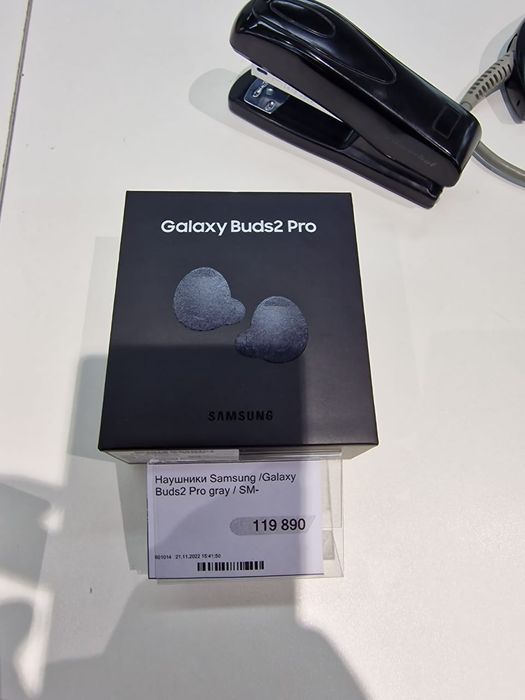 Galaxy Buds2 Pro
SAMSUNG
Наушники Samsung /Galaxy
Buds2 Pro gray / SM-
119 890
21.11.2022 15:41:50